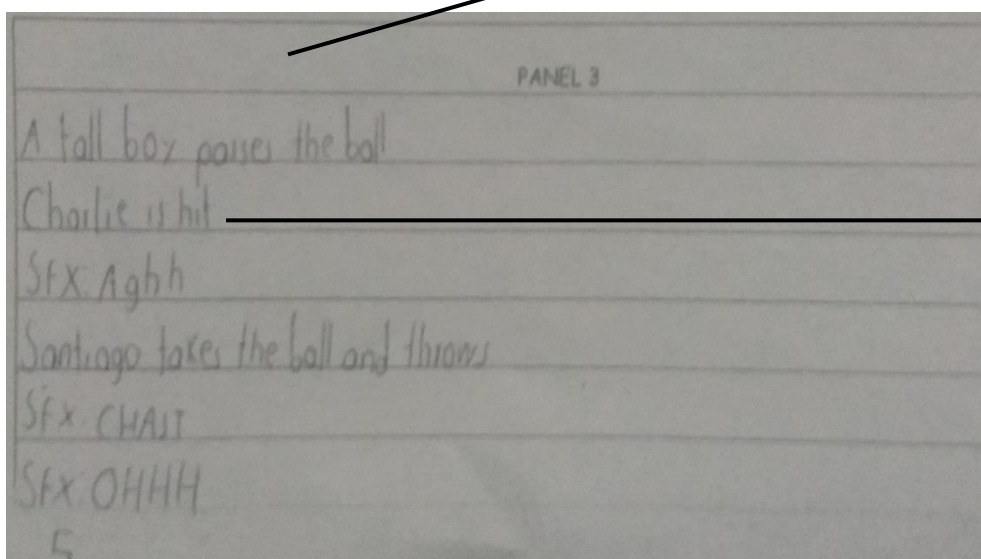 PANEL 3
A tall boy passes the ball
Charlie is hit
Sfx: Aghh
Santiago takes the ball and throws
Sfx: CHAST
Sfx: OHHH
5